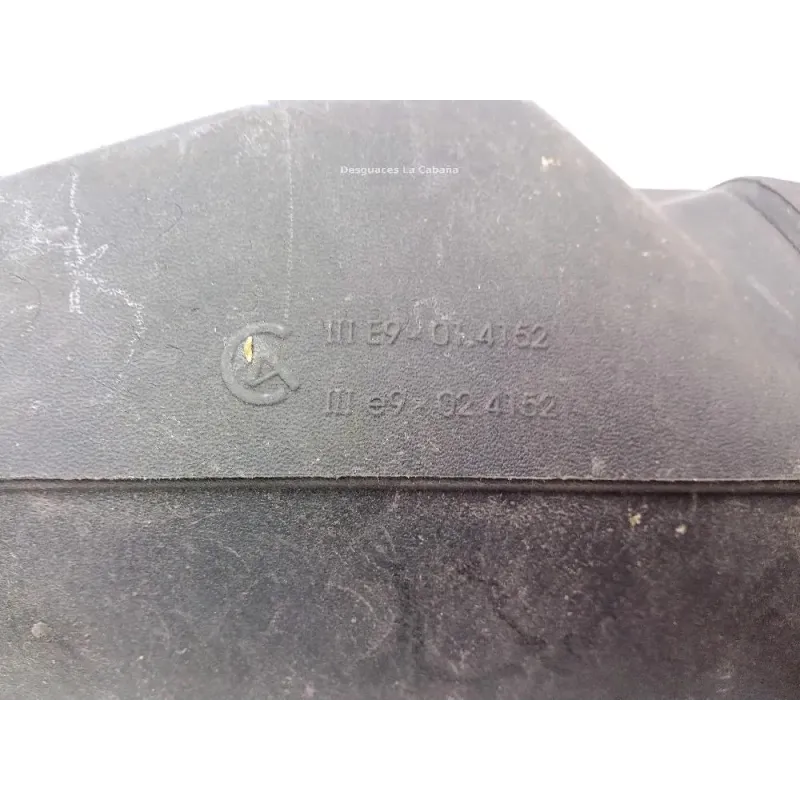 Desguaces La Cabaña
III E9-01.4152
III e9-02 4152